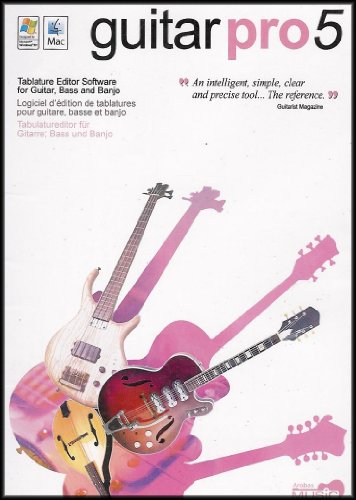 guitar pro 5
Mac
Tablature Editor Software
for Guitar, Bass and Banjo
Logiciel d'édition de tablatures
pour guitare, basse et banjo
Tabulatureditor für
Gitarre, Bass und Banjo
"An intelligent, simple, clear
and precise tool... The reference."
Guitarist Magazine
Arobas
MUSIC